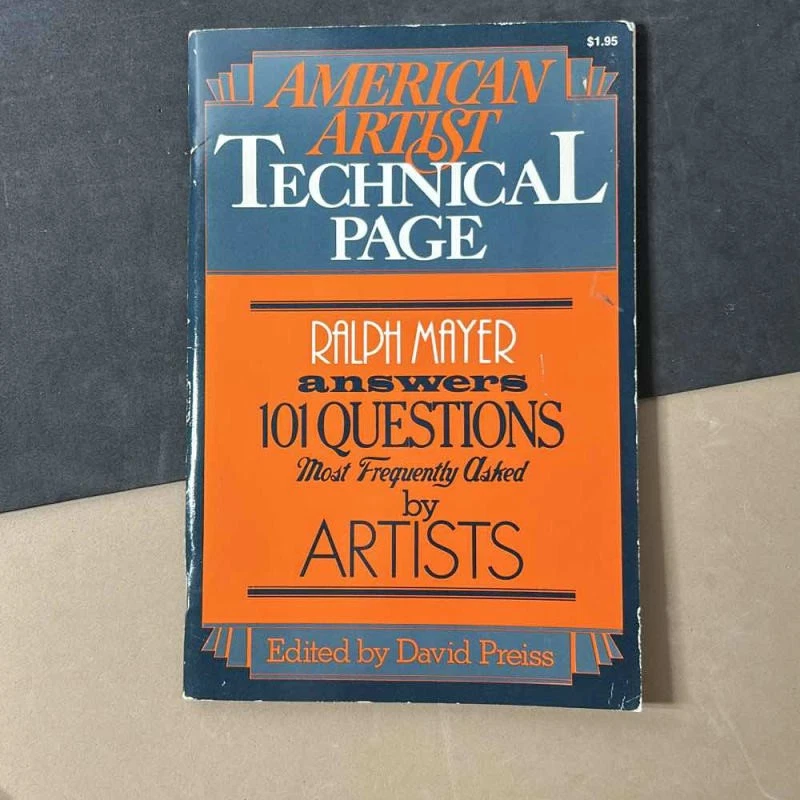 $1.95
AMERICAN
ARTIST
TECHNICAL
PAGE
RALPH MAYER
answers
101 QUESTIONS
Most Frequently Asked
by
ARTISTS
Edited by David Preiss